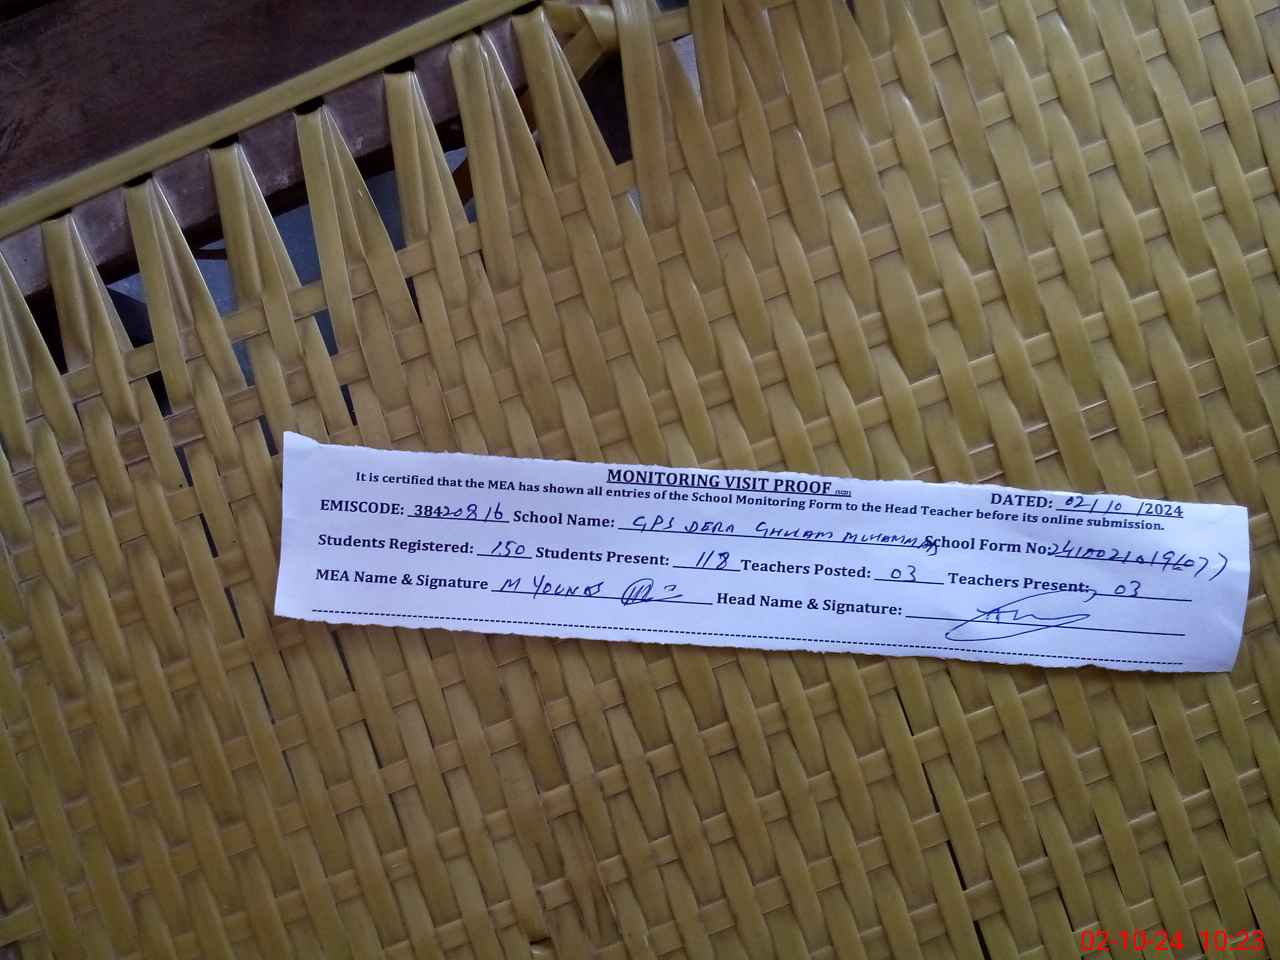 MONITORING VISIT PROOF
DATED: 02/10/2024
It is certified that the MEA has shown all entries of the School Monitoring Form to the Head Teacher before its online submission.
EMISCODE: 38420816 School Name: GPS DERA GHULAM MUHAMMAD School Form No:
Students Registered: 150 Students Present: 118 Teachers Posted: 03 Teachers Present: 03
MEA Name & Signature M YOUNAS Head Name & Signature:
02-10-24 10:23